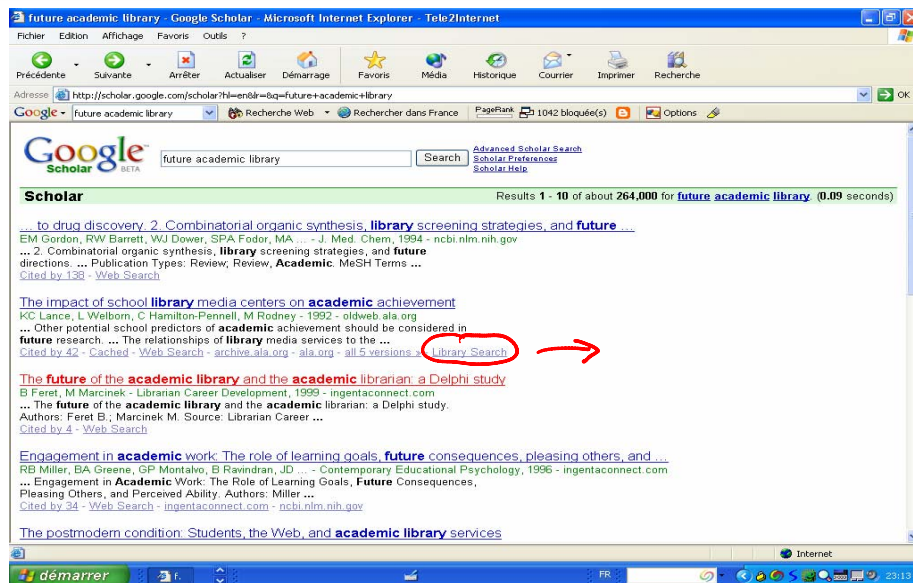 future academic library - Google Scholar - Microsoft Internet Explorer - Tele2Internet
Fichier Edition Affichage Favoris Outils ?
Précédente Suivante Arrêter Actualiser Démarrage Favoris Média Historique Courrier Imprimer Recherche
Adresse http://scholar.google.com/scholar?hl=en&lr=&q=future+academic+library OK
Google future academic library Recherche Web Rechercher dans France PageRank 1042 bloquée(s) Options
Google Scholar BETA
future academic library Search
Advanced Scholar Search
Scholar Preferences
Scholar Help
Scholar Results 1 - 10 of about 264,000 for future academic library. (0.09 seconds)
... to drug discovery. 2. Combinatorial organic synthesis, library screening strategies, and future ...
EM Gordon, RW Barrett, WJ Dower, SPA Fodor, MA ... - J. Med. Chem, 1994 - ncbi.nlm.nih.gov
... 2. Combinatorial organic synthesis, library screening strategies, and future
directions. ... Publication Types: Review; Review, Academic. MeSH Terms ...
Cited by 138 - Web Search
The impact of school library media centers on academic achievement
KC Lance, L Welborn, C Hamilton-Pennell, M Rodney - 1992 - oldweb.ala.org
... Other potential school predictors of academic achievement should be considered in
future research. ... The relationships of library media services to the ...
Cited by 42 - Cached - Web Search - archive.ala.org - ala.org - all 5 versions » - Library Search
The future of the academic library and the academic librarian: a Delphi study
B Feret, M Marcinek - Librarian Career Development, 1999 - ingentaconnect.com
... The future of the academic library and the academic librarian: a Delphi study.
Authors: Feret B.; Marcinek M. Source: Librarian Career ...
Cited by 4 - Web Search
Engagement in academic work: The role of learning goals, future consequences, pleasing others, and ...
RB Miller, BA Greene, GP Montalvo, B Ravindran, JD ... - Contemporary Educational Psychology, 1996 - ingentaconnect.com
... Engagement in Academic Work: The Role of Learning Goals, Future Consequences,
Pleasing Others, and Perceived Ability. Authors: Miller ...
Cited by 34 - Web Search - ingentaconnect.com - ncbi.nlm.nih.gov
The postmodern condition: Students, the Web, and academic library services
Internet
démarrer f. FR 23:13